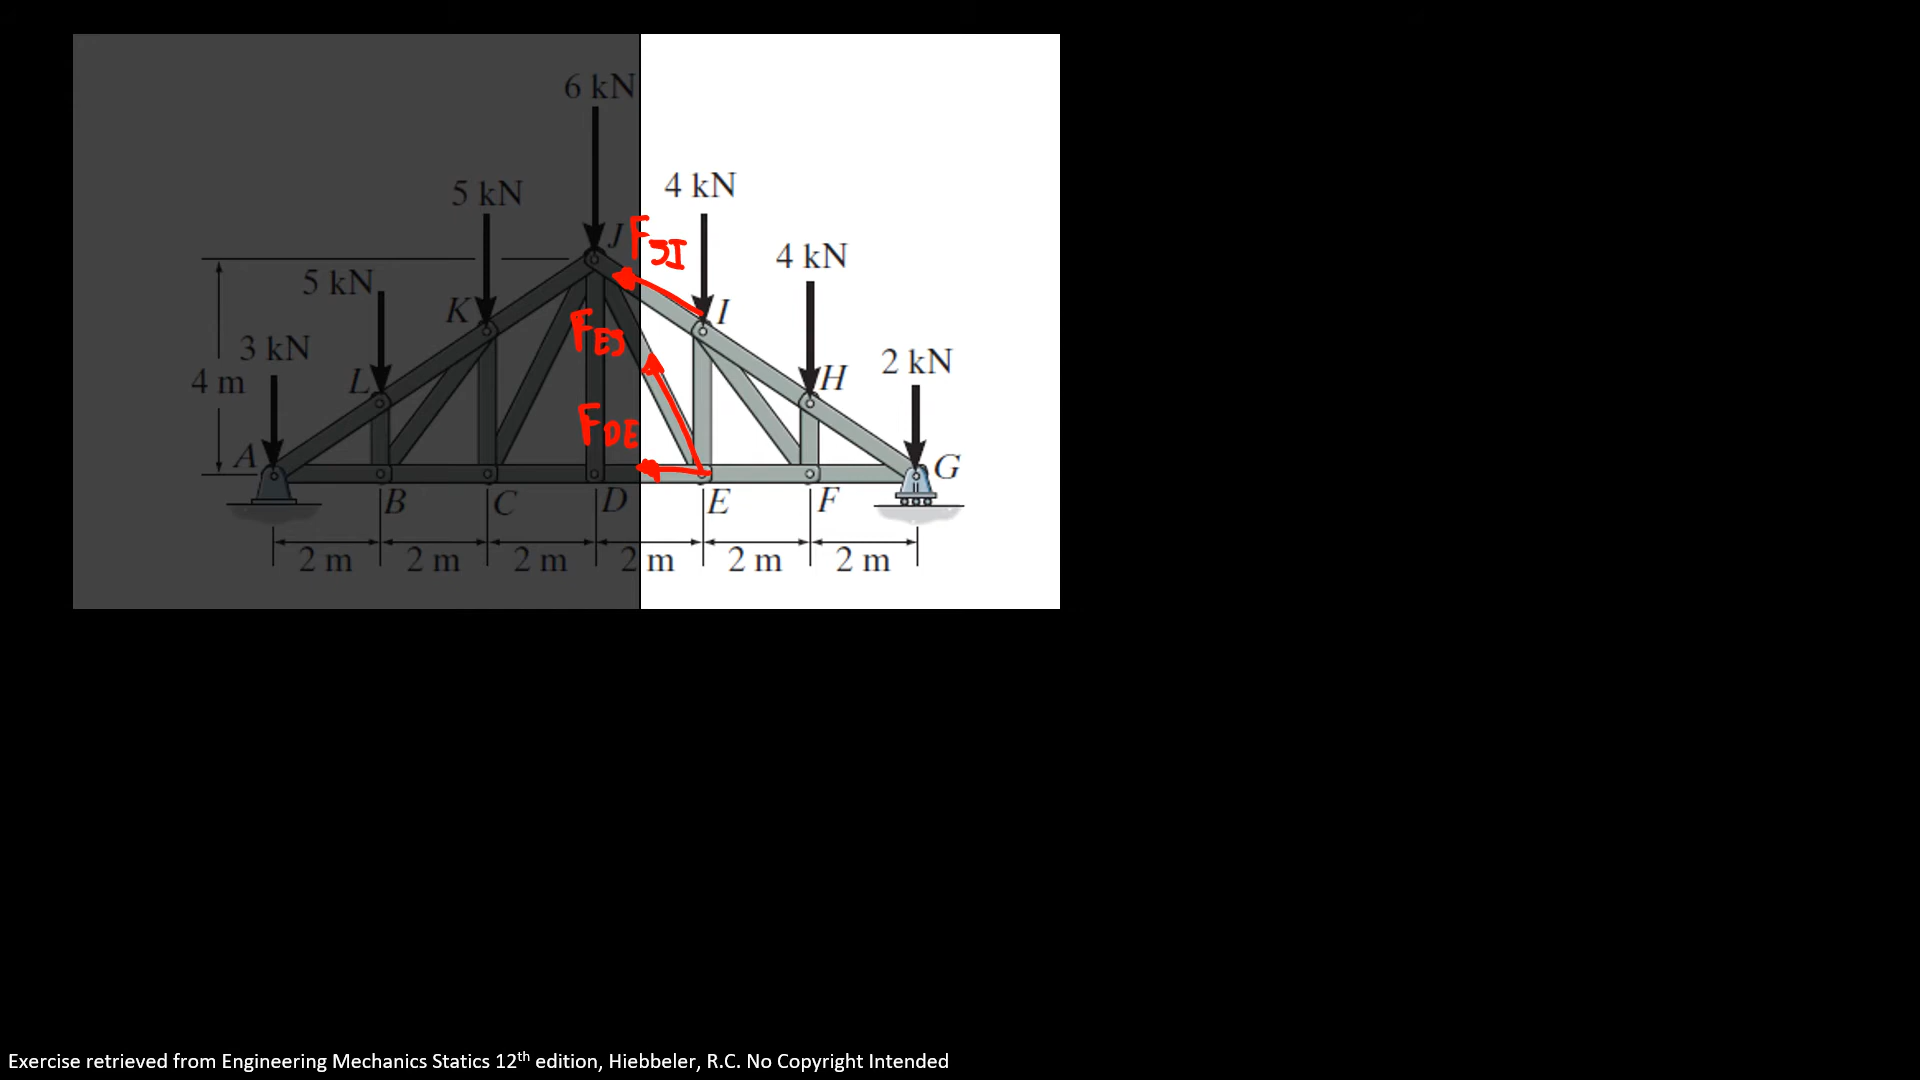 6 kN
5 kN
4 kN
J
F_JI
4 kN
5 kN
K
I
F_EJ
3 kN
2 kN
4 m
L
H
F_DE
A
G
B
C
D
E
F
2 m
2 m
2 m
2 m
2 m
2 m
Exercise retrieved from Engineering Mechanics Statics 12th edition, Hiebbeler, R.C. No Copyright Intended